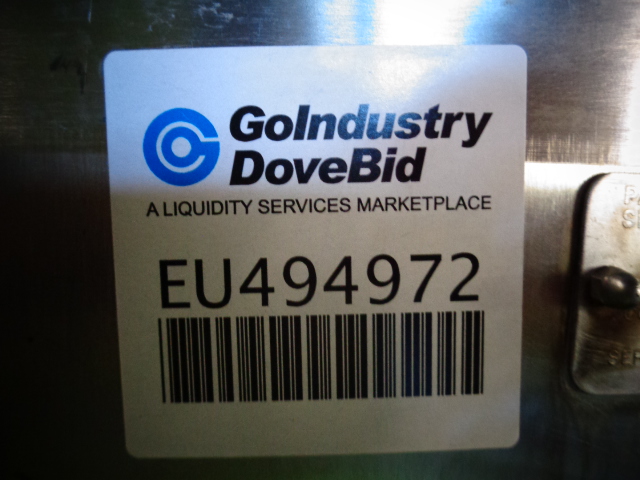 GoIndustry
DoveBid
A LIQUIDITY SERVICES MARKETPLACE
EU494972